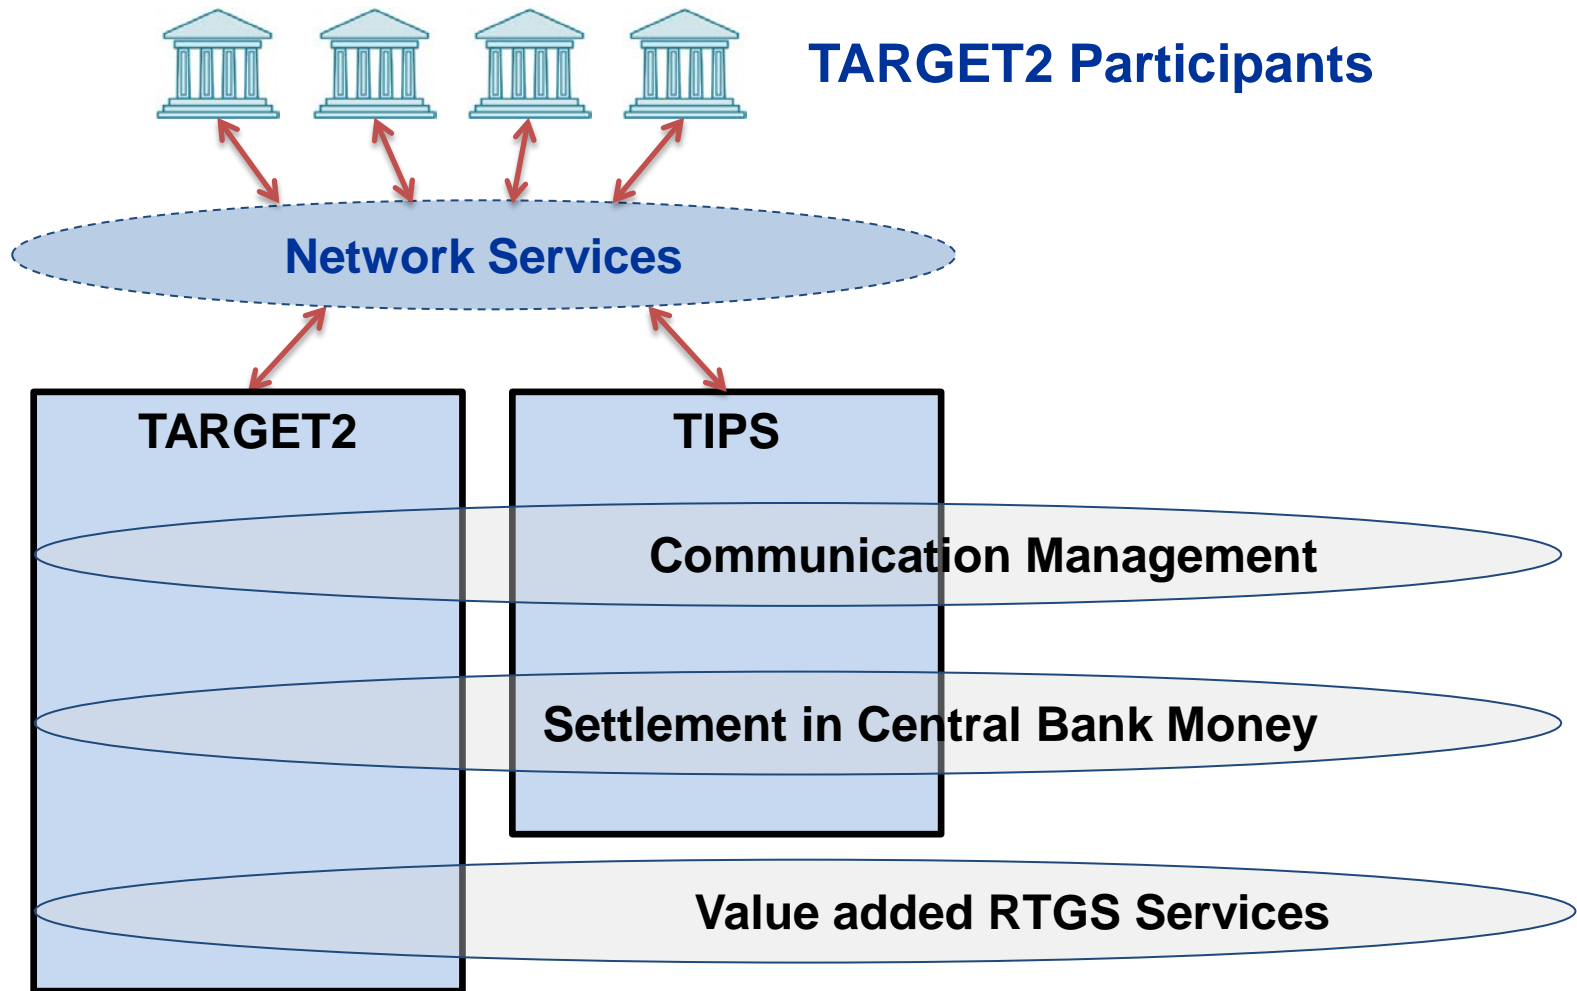 TARGET2 Participants
Network Services
TARGET2
TIPS
Communication Management
Settlement in Central Bank Money
Value added RTGS Services